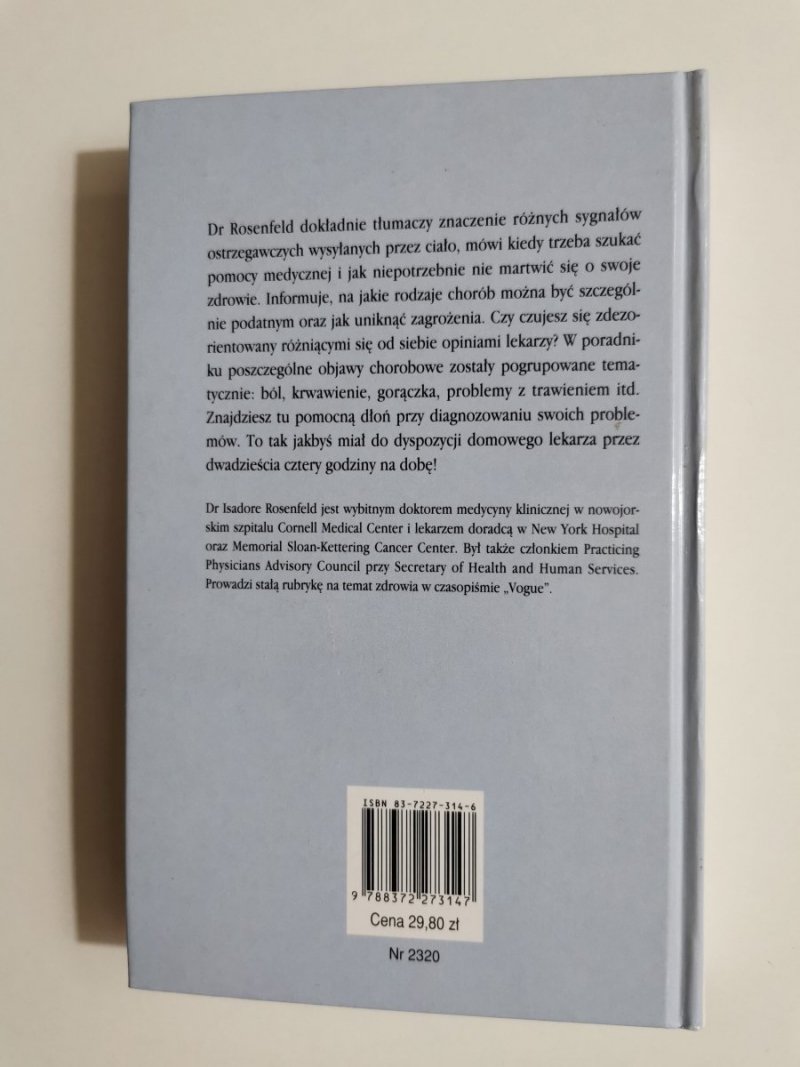 Dr Rosenfeld dokładnie tłumaczy znaczenie różnych sygnałów
ostrzegawczych wysyłanych przez ciało, mówi kiedy trzeba szukać
pomocy medycznej i jak niepotrzebnie nie martwić się o swoje
zdrowie. Informuje, na jakie rodzaje chorób można być szczegól-
nie podatnym oraz jak uniknąć zagrożenia. Czy czujesz się zdezo-
rientowany różniącymi się od siebie opiniami lekarzy? W poradni-
ku poszczególne objawy chorobowe zostały pogrupowane tema-
tycznie: ból, krwawienie, gorączka, problemy z trawieniem itd.
Znajdziesz tu pomocną dłoń przy diagnozowaniu swoich proble-
mów. To tak jakbyś miał do dyspozycji domowego lekarza przez
dwadzieścia cztery godziny na dobę!
Dr Isadore Rosenfeld jest wybitnym doktorem medycyny klinicznej w nowojor-
skim szpitalu Cornell Medical Center i lekarzem doradcą w New York Hospital
oraz Memorial Sloan-Kettering Cancer Center. Był także członkiem Practicing
Physicians Advisory Council przy Secretary of Health and Human Services.
Prowadzi stałą rubrykę na temat zdrowia w czasopiśmie „Vogue”.
ISBN 83-7227-314-6
9 788372 273147
Cena 29,80 zł
Nr 2320